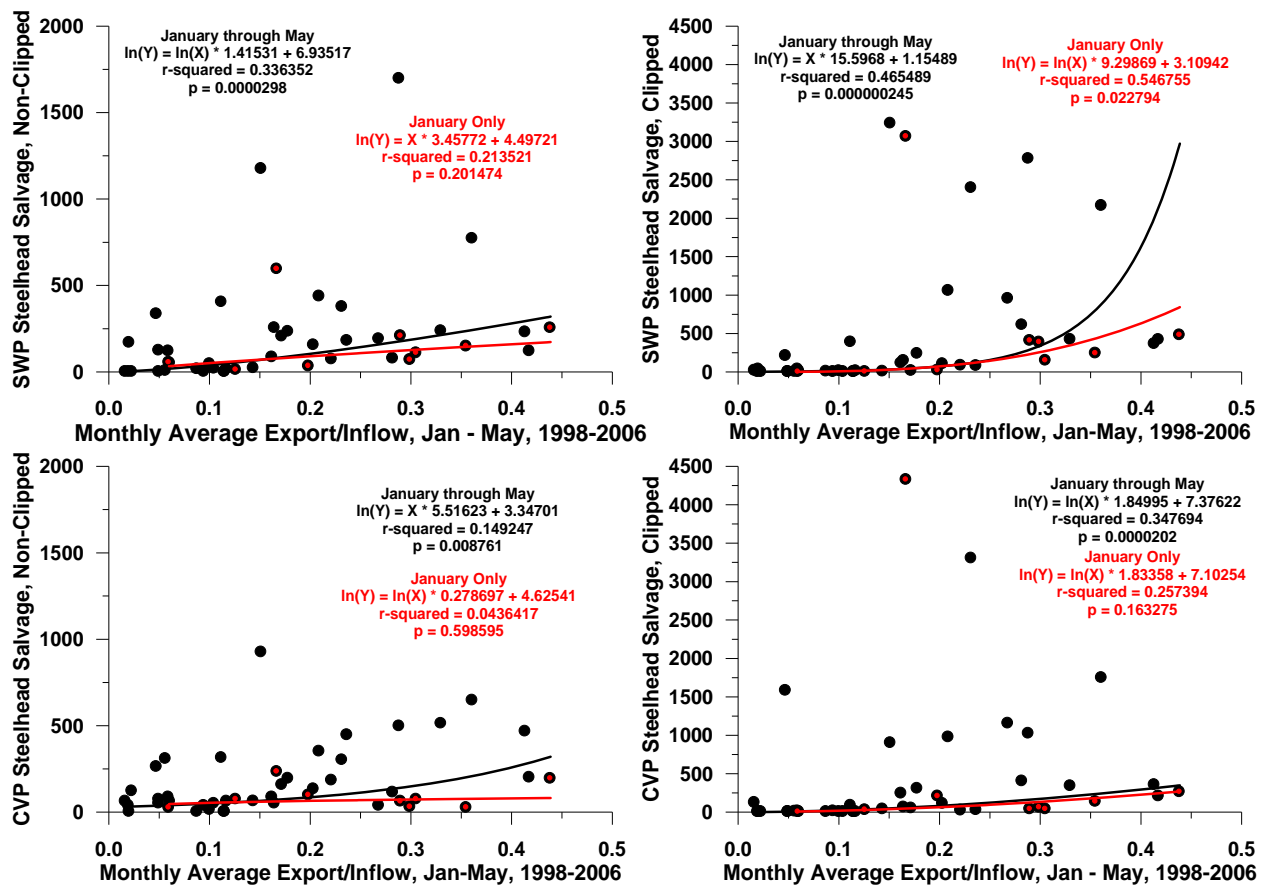 SWP Steelhead Salvage, Non-Clipped
2000
1500
1000
500
0
January through May
ln(Y) = ln(X) * 1.41531 + 6.93517
r-squared = 0.336352
p = 0.0000298
January Only
ln(Y) = X * 3.45772 + 4.49721
r-squared = 0.213521
p = 0.201474
0.0 0.1 0.2 0.3 0.4 0.5
Monthly Average Export/Inflow, Jan - May, 1998-2006
SWP Steelhead Salvage, Clipped
4500
4000
3500
3000
2500
2000
1500
1000
500
0
January through May
ln(Y) = X * 15.5968 + 1.15489
r-squared = 0.465489
p = 0.000000245
January Only
ln(Y) = ln(X) * 9.29869 + 3.10942
r-squared = 0.546755
p = 0.022794
0.0 0.1 0.2 0.3 0.4 0.5
Monthly Average Export/Inflow, Jan-May, 1998-2006
CVP Steelhead Salvage, Non-Clipped
2000
1500
1000
500
0
January through May
ln(Y) = X * 5.51623 + 3.34701
r-squared = 0.149247
p = 0.008761
January Only
ln(Y) = ln(X) * 0.278697 + 4.62541
r-squared = 0.0436417
p = 0.598595
0.0 0.1 0.2 0.3 0.4 0.5
Monthly Average Export/Inflow, Jan-May, 1998-2006
CVP Steelhead Salvage, Clipped
4500
4000
3500
3000
2500
2000
1500
1000
500
0
January through May
ln(Y) = ln(X) * 1.84995 + 7.37622
r-squared = 0.347694
p = 0.0000202
January Only
ln(Y) = ln(X) * 1.83358 + 7.10254
r-squared = 0.257394
p = 0.163275
0.0 0.1 0.2 0.3 0.4 0.5
Monthly Average Export/Inflow, Jan-May, 1998-2006